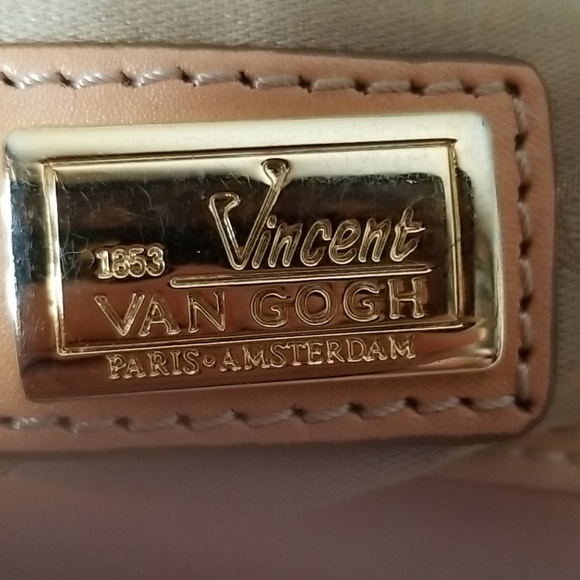 1853 Vincent
VAN GOGH
PARIS•AMSTERDAM